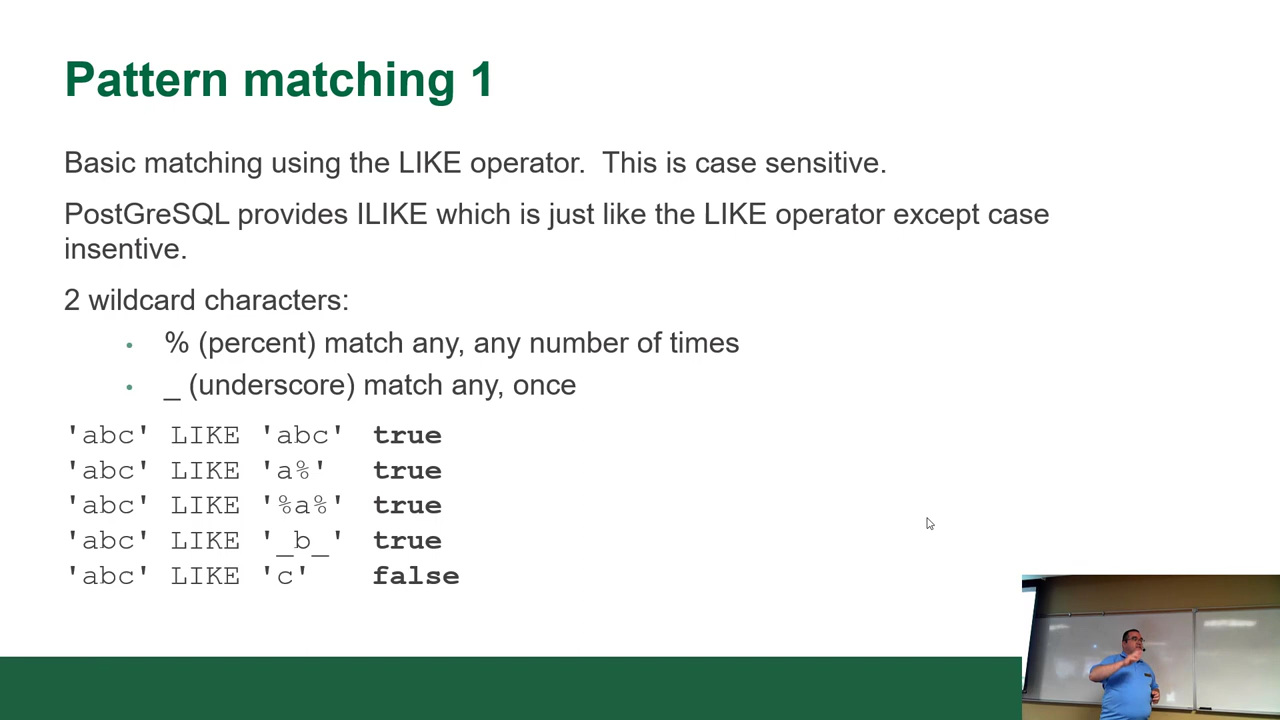 Pattern matching 1
Basic matching using the LIKE operator.  This is case sensitive.
PostGreSQL provides ILIKE which is just like the LIKE operator except case
insentive.
2 wildcard characters:
• % (percent) match any, any number of times
• _ (underscore) match any, once
'abc' LIKE 'abc'  true
'abc' LIKE 'a%'   true
'abc' LIKE '%a%'  true
'abc' LIKE '_b_'  true
'abc' LIKE 'c'    false